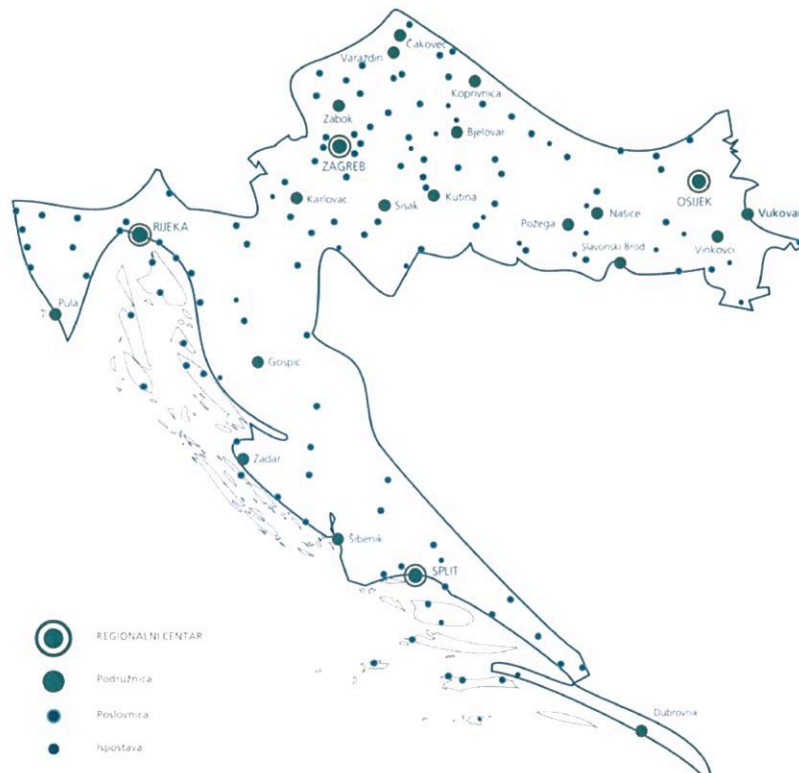 Čakovec
Varaždin
Koprivnica
Zabok
Bjelovar
ZAGREB
Karlovac
Sisak
Kutina
OSIJEK
Našice
Vukovar
Požega
RIJEKA
Slavonski Brod
Vinkovci
Pula
Gospić
Zadar
Šibenik
SPLIT
REGIONALNI CENTAR
Podružnica
Dubrovnik
Poslovnica
Ispostava